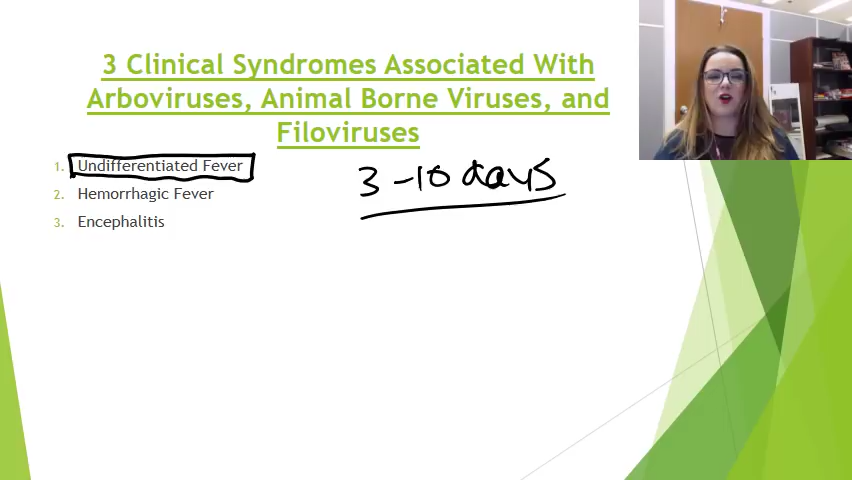 3 Clinical Syndromes Associated With
Arboviruses, Animal Borne Viruses, and
Filoviruses
1. Undifferentiated Fever
2. Hemorrhagic Fever
3. Encephalitis
3-10 days